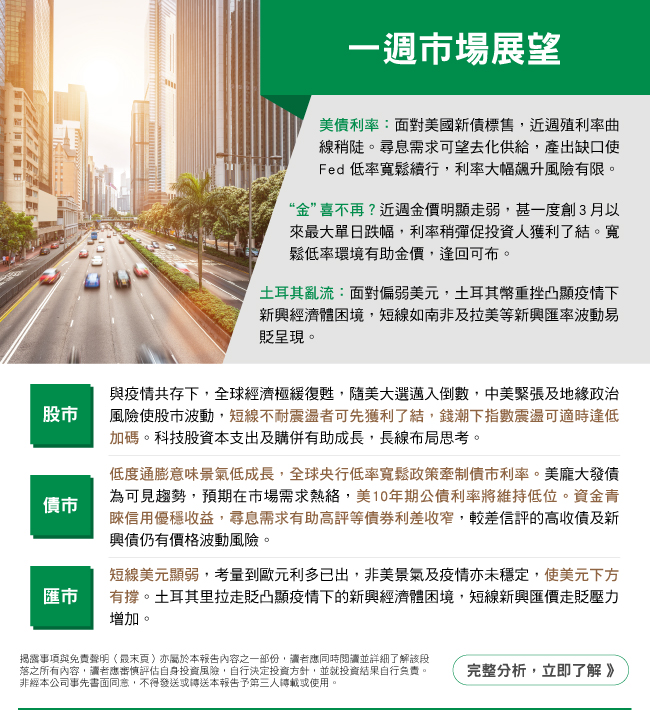 一週市場展望
美債利率：面對美國新債標售，近週殖利率曲
線稍陡。尋息需求可望去化供給，產出缺口使
Fed 低率寬鬆續行，利率大幅飆升風險有限。
“金”喜不再？近週金價明顯走弱，甚一度創3月以
來最大單日跌幅，利率稍彈促投資人獲利了結。寬
鬆低率環境有助金價，逢回可布。
土耳其亂流：面對偏弱美元，土耳其幣重挫凸顯疫情下
新興經濟體困境，短線如南非及拉美等新興匯率波動易
貶呈現。
股市
與疫情共存下，全球經濟極緩復甦，隨美大選邁入倒數，中美緊張及地緣政治
風險使股市波動，短線不耐震盪者可先獲利了結，錢潮下指數震盪可適時逢低
加碼。科技股資本支出及購併有助成長，長線布局思考。
債市
低度通膨意味景氣低成長，全球央行低率寬鬆政策牽制債市利率。美龐大發債
為可見趨勢，預期在市場需求熱絡，美10年期公債利率將維持低位。資金青
睞信用優穩收益，尋息需求有助高評等債券利差收窄，較差信評的高收債及新
興債仍有價格波動風險。
匯市
短線美元顯弱，考量到歐元利多已出，非美景氣及疫情亦未穩定，使美元下方
有撐。土耳其里拉走貶凸顯疫情下的新興經濟體困境，短線新興匯價走貶壓力
增加。
揭露事項與免責聲明（最末頁）亦屬於本報告內容之一部份，讀者應同時閱讀並詳細了解該段
落之所有內容，讀者應審慎評估自身投資風險，自行決定投資方針，並就投資結果自行負責。
非經本公司事先書面同意，不得發送或轉送本報告予第三人轉載或使用。
完整分析，立即了解 》